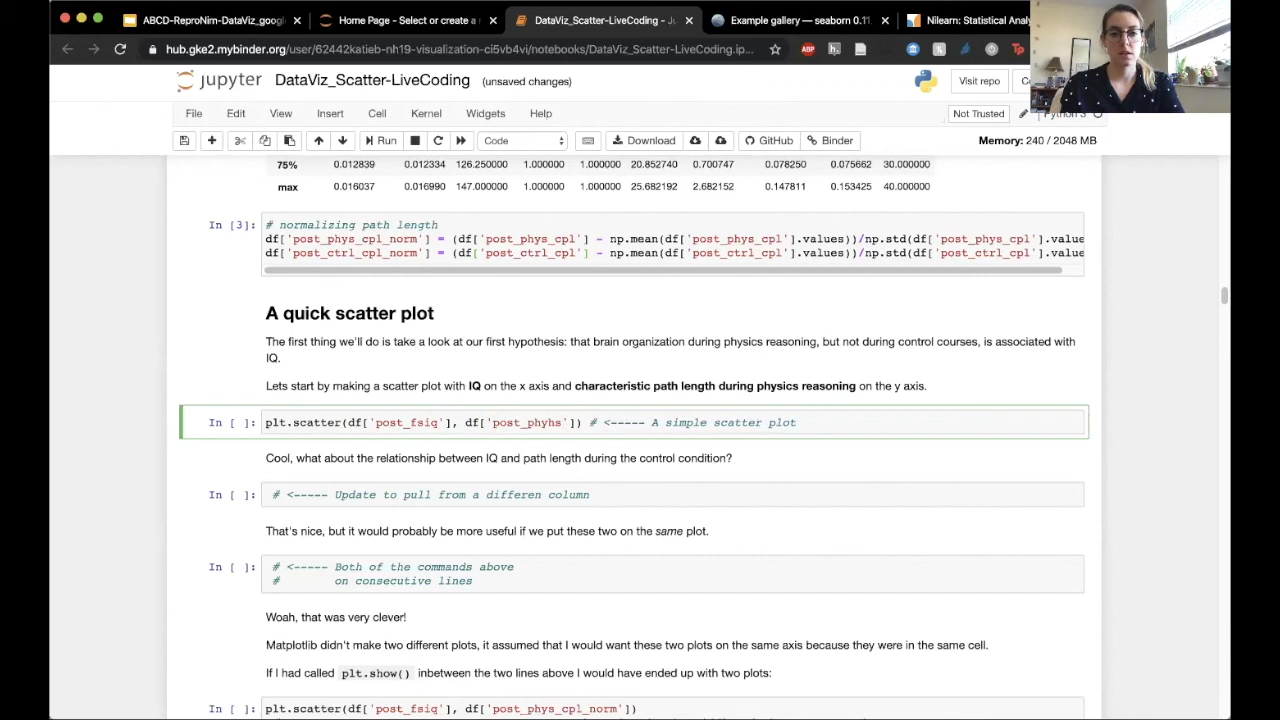 ABCD-ReproNim-DataViz_goog
Home Page - Select or create a
DataViz_Scatter-LiveCoding - Ju
Example gallery — seaborn 0.11.
Nilearn: Statistical Analy
hub.gke2.mybinder.org/user/62442katieb-nh19-visualization-ci5vb4vi/notebooks/DataViz_Scatter-LiveCoding.ip...
ABP
jupyter DataViz_Scatter-LiveCoding (unsaved changes)
Visit repo
File Edit View Insert Cell Kernel Widgets Help
Not Trusted
Python 3
Run Code Download GitHub Binder Memory: 240 / 2048 MB
75% 0.012839 0.012334 126.250000 1.000000 1.000000 20.852740 0.700747 0.078250 0.075662 30.000000
max 0.016037 0.016990 147.000000 1.000000 1.000000 25.682192 2.682152 0.147811 0.153425 40.000000
In [3]: # normalizing path length
df['post_phys_cpl_norm'] = (df['post_phys_cpl'] - np.mean(df['post_phys_cpl'].values))/np.std(df['post_phys_cpl'].value
df['post_ctrl_cpl_norm'] = (df['post_ctrl_cpl'] - np.mean(df['post_ctrl_cpl'].values))/np.std(df['post_ctrl_cpl'].value
A quick scatter plot
The first thing we'll do is take a look at our first hypothesis: that brain organization during physics reasoning, but not during control courses, is associated with
IQ.
Lets start by making a scatter plot with IQ on the x axis and characteristic path length during physics reasoning on the y axis.
In [ ]: plt.scatter(df['post_fsiq'], df['post_phyhs']) # <----- A simple scatter plot
Cool, what about the relationship between IQ and path length during the control condition?
In [ ]: # <----- Update to pull from a differen column
That's nice, but it would probably be more useful if we put these two on the same plot.
In [ ]: # <----- Both of the commands above
# on consecutive lines
Woah, that was very clever!
Matplotlib didn't make two different plots, it assumed that I would want these two plots on the same axis because they were in the same cell.
If I had called plt.show() inbetween the two lines above I would have ended up with two plots:
In [ ]: plt.scatter(df['post_fsiq'], df['post_phys_cpl_norm'])